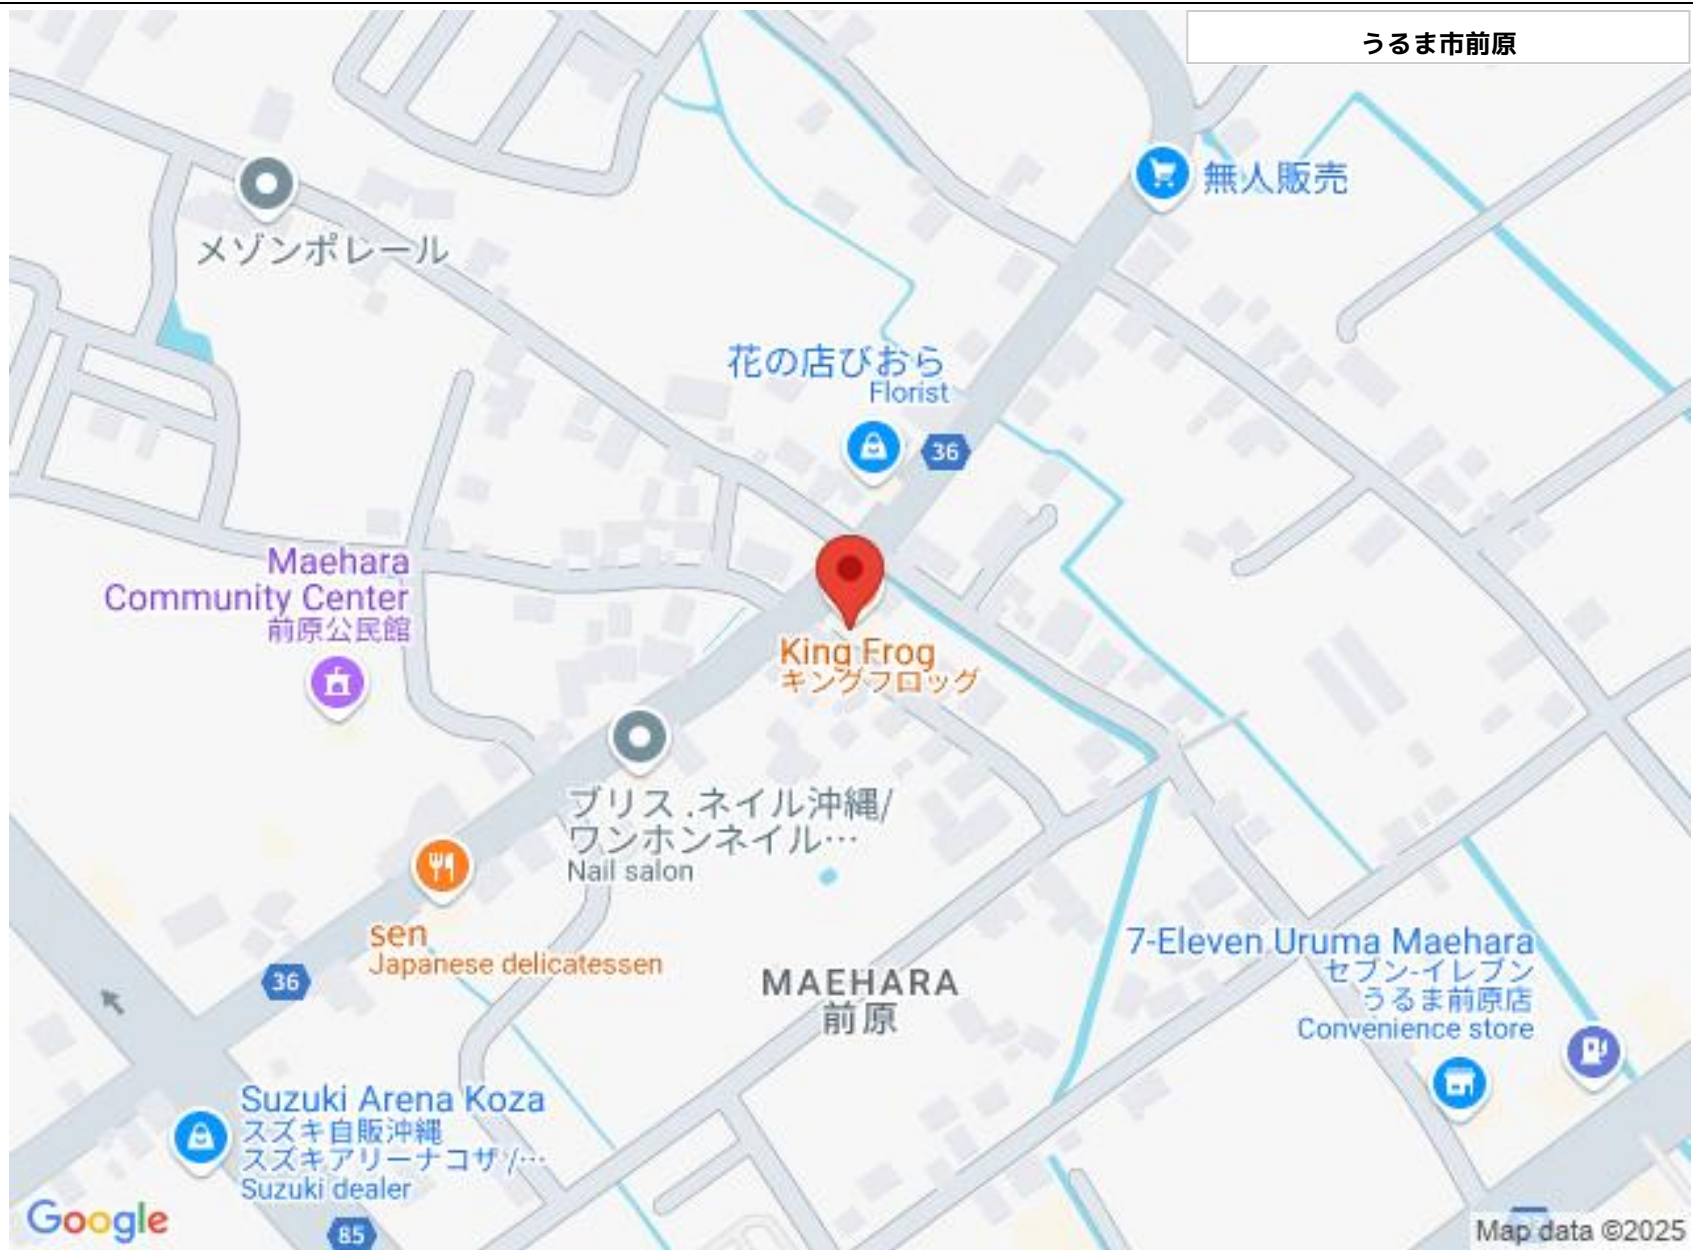 うるま市前原
無人販売
メゾンポレール
花の店びおら
Florist
36
Maehara
Community Center
前原公民館
King Frog
キングフロッグ
ブリス.ネイル沖縄/
ワンホンネイル…
Nail salon
sen
Japanese delicatessen
36
MAEHARA
前原
7-Eleven Uruma Maehara
セブン-イレブン
うるま前原店
Convenience store
Suzuki Arena Koza
スズキ自販沖縄
スズキアリーナコザ /…
Suzuki dealer
85
Google
Map data ©2025